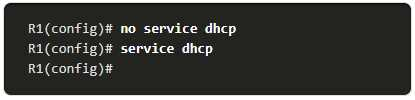 R1(config)# no service dhcp
R1(config)# service dhcp
R1(config)#